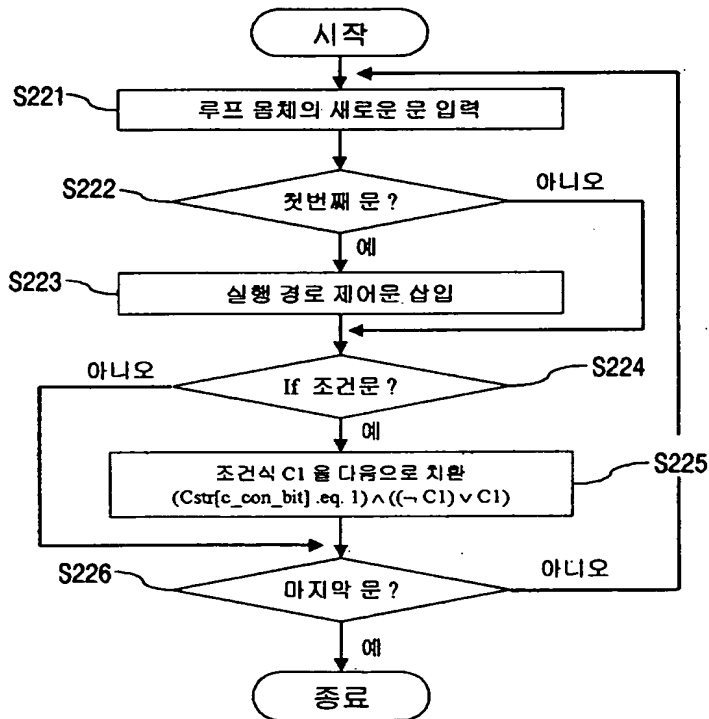 시작
S221
루프 몸체의 새로운 문 입력
S222
첫번째 문 ?
아니오
예
S223
실행 경로 제어문 삽입
아니오
If 조건문 ?
S224
예
조건식 C1 을 다음으로 치환
(Cstr[c_con_bit] .eq. 1) ∧ ((¬ C1) ∨ C1)
S225
S226
마지막 문 ?
아니오
예
종료